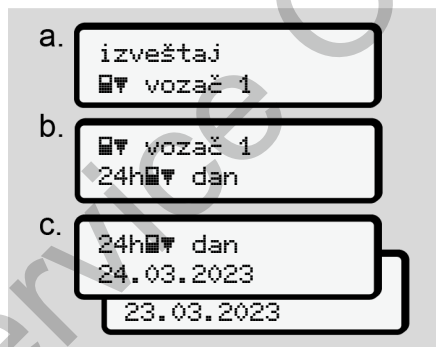 a.
izveštaj
vozač 1
b.
vozač 1
24h dan
c.
24h dan
24.03.2023
23.03.2023